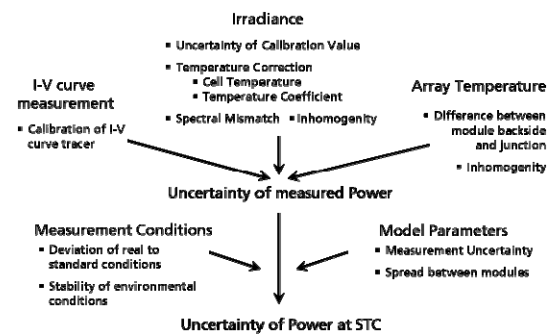 Irradiance
▪ Uncertainty of Calibration Value
▪ Temperature Correction
▪ Cell Temperature
▪ Temperature Coefficient
▪ Spectral Mismatch ▪ Inhomogenity
I-V curve
measurement
▪ Calibration of I-V
curve tracer
Array Temperature
▪ Difference between
module backside
and junction
▪ Inhomogenity
Uncertainty of measured Power
Measurement Conditions
▪ Deviation of real to
standard conditions
▪ Stability of environmental
conditions
Model Parameters
▪ Measurement Uncertainty
▪ Spread between modules
Uncertainty of Power at STC